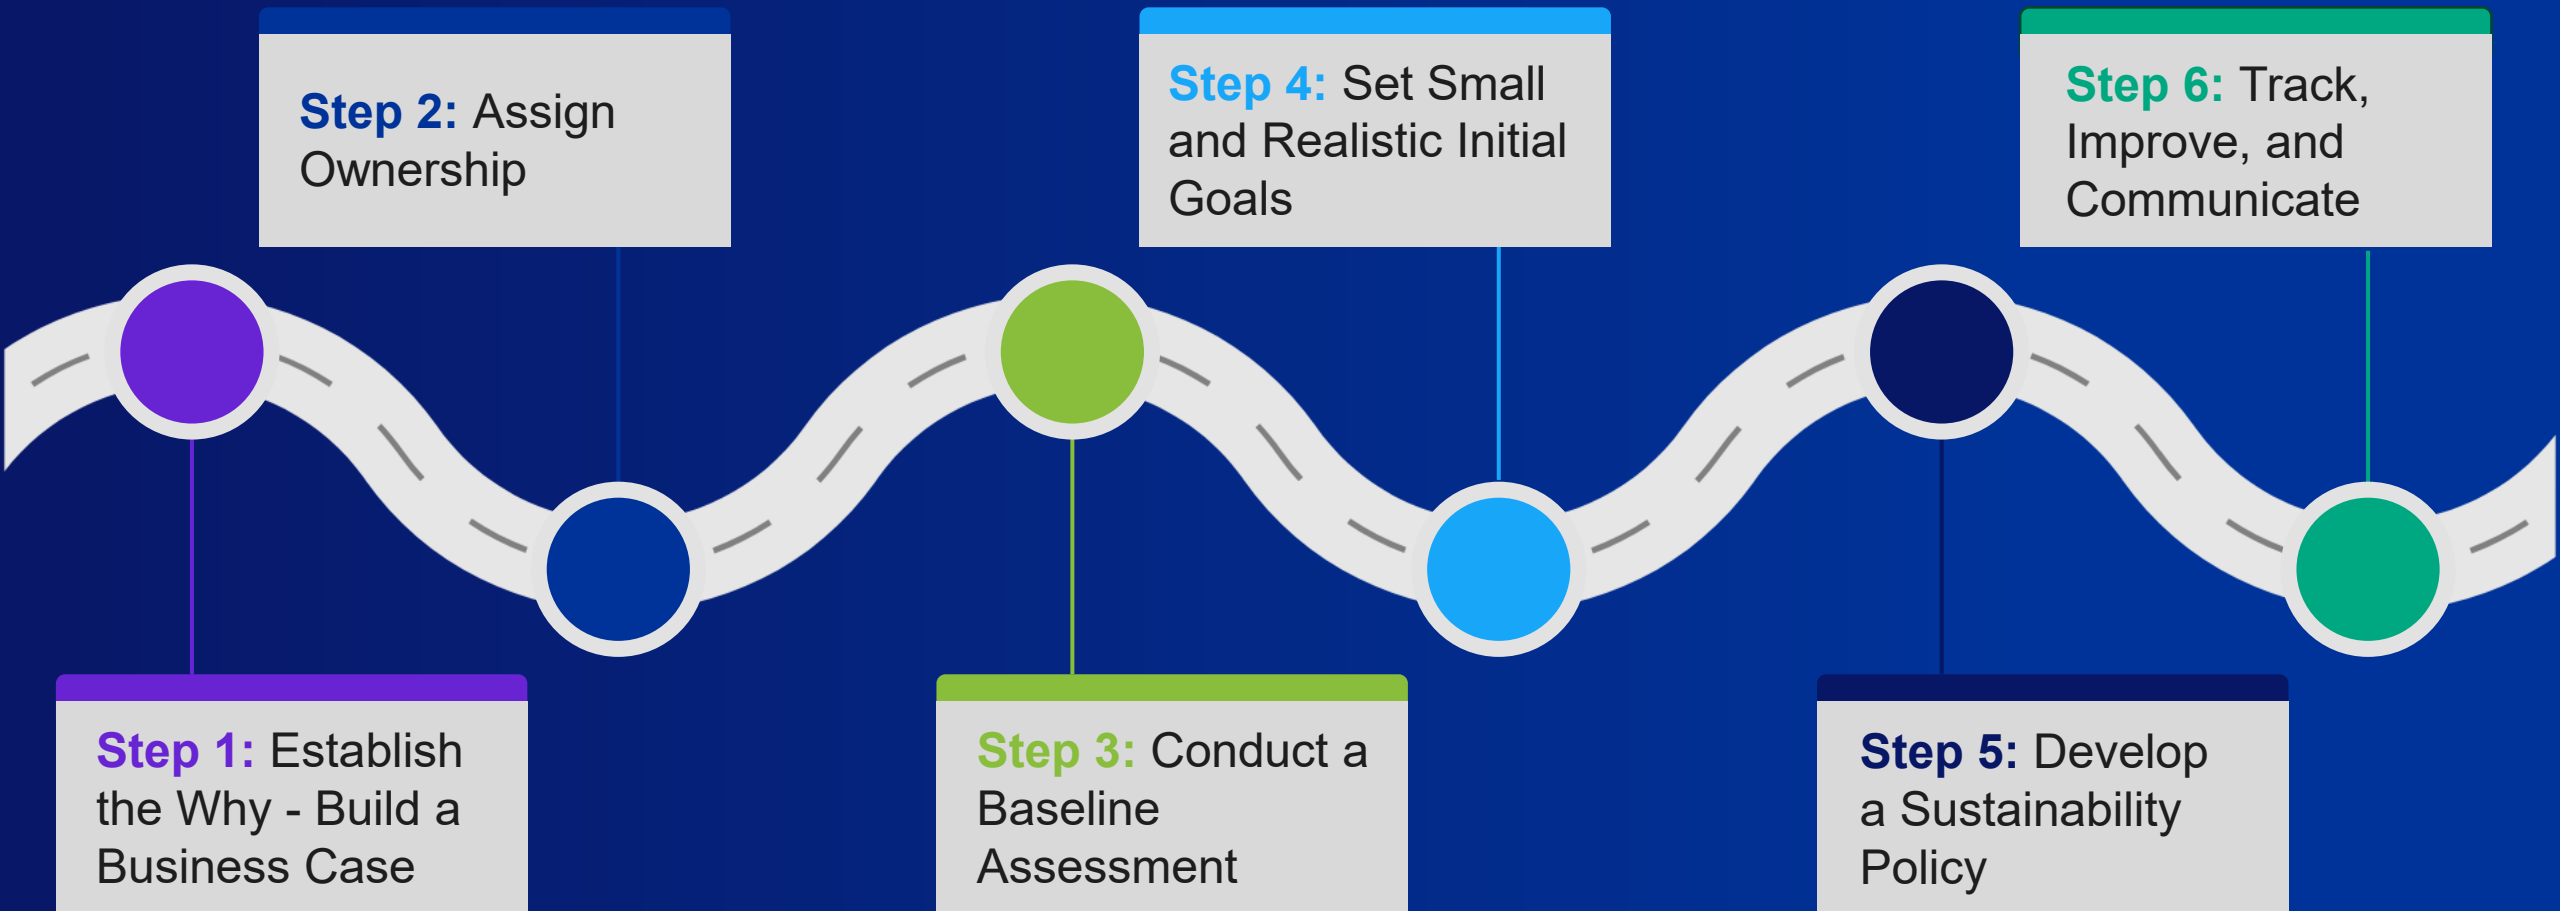 Step 1: Establish
the Why - Build a
Business Case
Step 2: Assign
Ownership
Step 3: Conduct a
Baseline
Assessment
Step 4: Set Small
and Realistic Initial
Goals
Step 5: Develop
a Sustainability
Policy
Step 6: Track,
Improve, and
Communicate